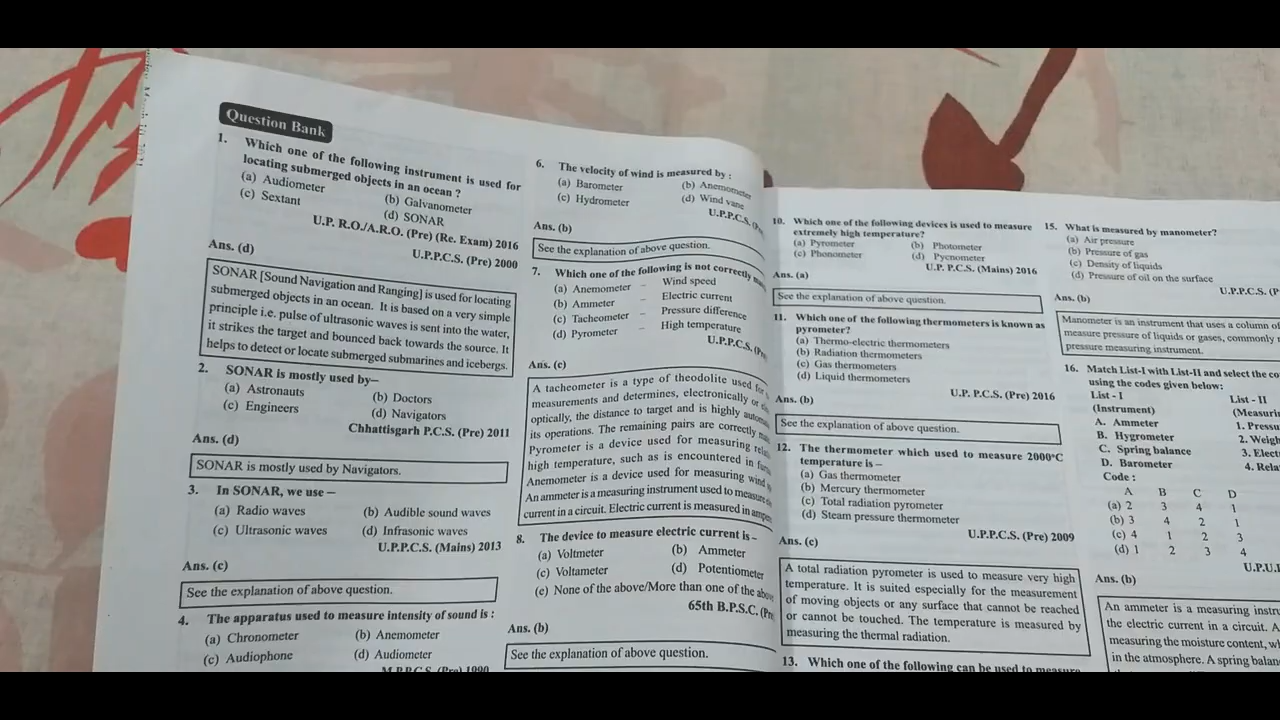 Question Bank
1. Which one of the following instrument is used for
locating submerged objects in an ocean ?
(a) Audiometer (b) Galvanometer
(c) Sextant (d) SONAR
U.P. R.O./A.R.O. (Pre) (Re. Exam) 2016
U.P.P.C.S. (Pre) 2000
Ans. (d)
SONAR [Sound Navigation and Ranging] is used for locating
submerged objects in an ocean. It is based on a very simple
principle i.e. pulse of ultrasonic waves is sent into the water,
it strikes the target and bounced back towards the source. It
helps to detect or locate submerged submarines and icebergs.
2. SONAR is mostly used by–
(a) Astronauts (b) Doctors
(c) Engineers (d) Navigators
Chhattisgarh P.C.S. (Pre) 2011
Ans. (d)
SONAR is mostly used by Navigators.
3. In SONAR, we use –
(a) Radio waves (b) Audible sound waves
(c) Ultrasonic waves (d) Infrasonic waves
U.P.P.C.S. (Mains) 2013
Ans. (c)
See the explanation of above question.
4. The apparatus used to measure intensity of sound is :
(a) Chronometer (b) Anemometer
(c) Audiophone (d) Audiometer
M.P.P.C.S. (Pre) 1990
6. The velocity of wind is measured by :
(a) Barometer (b) Anemometer
(c) Hydrometer (d) Wind vane
U.P.P.C.S.
Ans. (b)
See the explanation of above question.
7. Which one of the following is not correctly
(a) Anemometer – Wind speed
(b) Ammeter – Electric current
(c) Tacheometer – Pressure difference
(d) Pyrometer – High temperature
U.P.P.C.S. (Pre
Ans. (c)
A tacheometer is a type of theodolite used for
measurements and determines, electronically or
optically, the distance to target and is highly
its operations. The remaining pairs are correctly
Pyrometer is a device used for measuring
high temperature, such as is encountered in
Anemometer is a device used for measuring wind
An ammeter is a measuring instrument used to measure
current in a circuit. Electric current is measured in
8. The device to measure electric current is –
(a) Voltmeter (b) Ammeter
(c) Voltameter (d) Potentiometer
(e) None of the above/More than one of the above
65th B.P.S.C. (Pre
Ans. (b)
See the explanation of above question.
10. Which one of the following devices is used to measure
extremely high temperature?
(a) Pyrometer (b) Photometer
(c) Phonometer (d) Pycnometer
U.P. P.C.S. (Mains) 2016
Ans. (a)
See the explanation of above question.
11. Which one of the following thermometers is known as
pyrometer?
(a) Thermo-electric thermometers
(b) Radiation thermometers
(c) Gas thermometers
(d) Liquid thermometers
U.P. P.C.S. (Pre) 2016
Ans. (b)
See the explanation of above question.
12. The thermometer which used to measure 2000°C
temperature is –
(a) Gas thermometer
(b) Mercury thermometer
(c) Total radiation pyrometer
(d) Steam pressure thermometer
U.P.P.C.S. (Pre) 2009
Ans. (c)
A total radiation pyrometer is used to measure very high
temperature. It is suited especially for the measurement
of moving objects or any surface that cannot be reached
or cannot be touched. The temperature is measured by
measuring the thermal radiation.
13. Which one of the following can be used to measure
15. What is measured by manometer?
(a) Air pressure
(b) Pressure of gas
(c) Density of liquids
(d) Pressure of oil on the surface
U.P.P.C.S. (P
Ans. (b)
Manometer is an instrument that uses a column o
measure pressure of liquids or gases, commonly
pressure measuring instrument.
16. Match List-I with List-II and select the co
using the codes given below:
List - I List - II
(Instrument) (Measuri
A. Ammeter 1. Pressu
B. Hygrometer 2. Weigh
C. Spring balance 3. Elect
D. Barometer 4. Rela
Code :
A B C D
(a) 2 3 4 1
(b) 3 4 2 1
(c) 4 1 2 3
(d) 1 2 3 4
U.P.U.
Ans. (b)
An ammeter is a measuring instru
the electric current in a circuit. A
measuring the moisture content, w
in the atmosphere. A spring balan